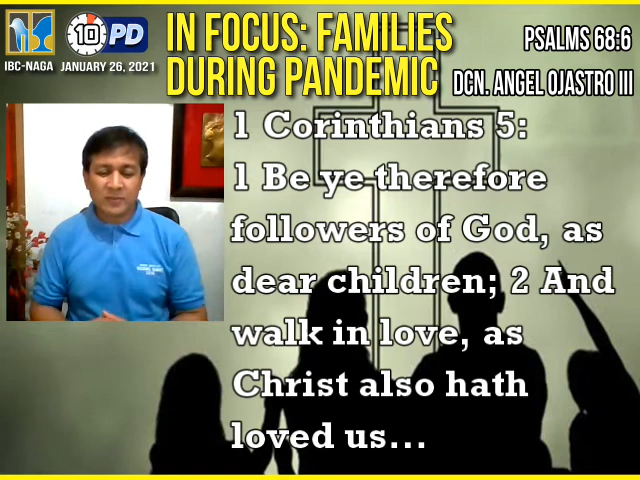 IN FOCUS: FAMILIES
DURING PANDEMIC
PSALMS 68:6
DCN. ANGEL OJASTRO III
10 PD
IBC-NAGA
JANUARY 26, 2021
1 Corinthians 5:
1 Be ye therefore
followers of God, as
dear children; 2 And
walk in love, as
Christ also hath
loved us...